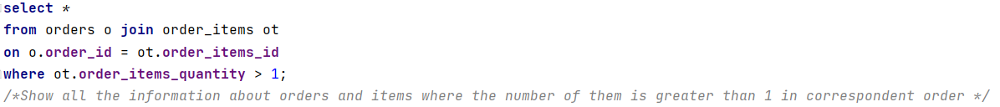 select *
from orders o join order_items ot
on o.order_id = ot.order_items_id
where ot.order_items_quantity > 1;
/*Show all the information about orders and items where the number of them is greater than 1 in correspondent order */